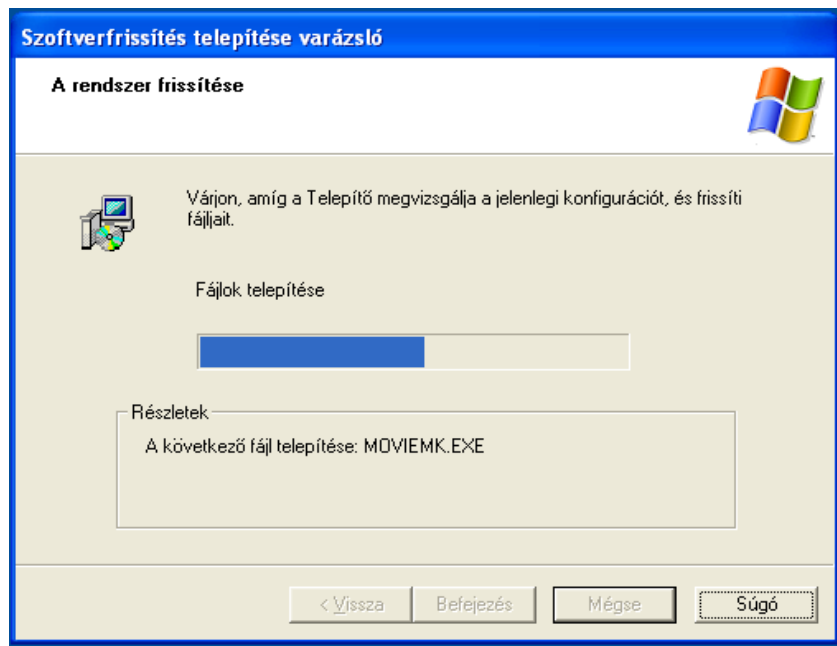 Szoftverfrissítés telepítése varázsló
A rendszer frissítése
Várjon, amíg a Telepítő megvizsgálja a jelenlegi konfigurációt, és frissíti
fájljait.
Fájlok telepítése
Részletek
A következő fájl telepítése: MOVIEMK.EXE
< Vissza
Befejezés
Mégse
Súgó